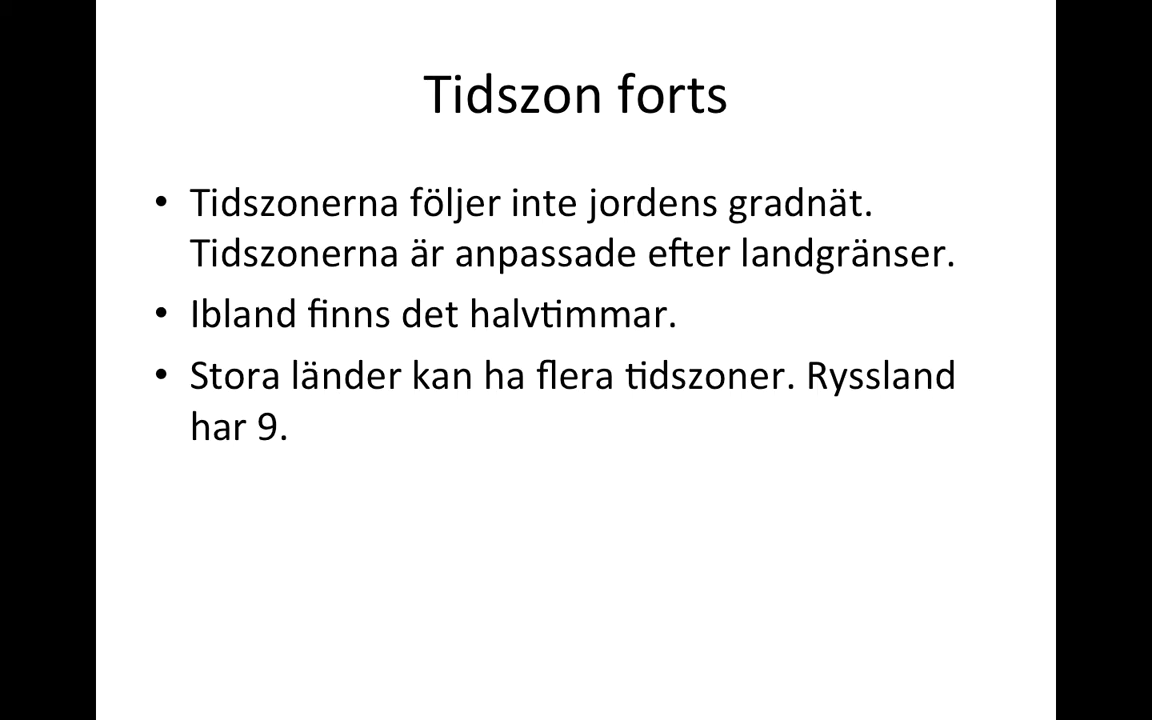 Tidszon forts
• Tidszonerna följer inte jordens gradnät.
Tidszonerna är anpassade efter landgränser.
• Ibland finns det halvtimmar.
• Stora länder kan ha flera tidszoner. Ryssland
har 9.